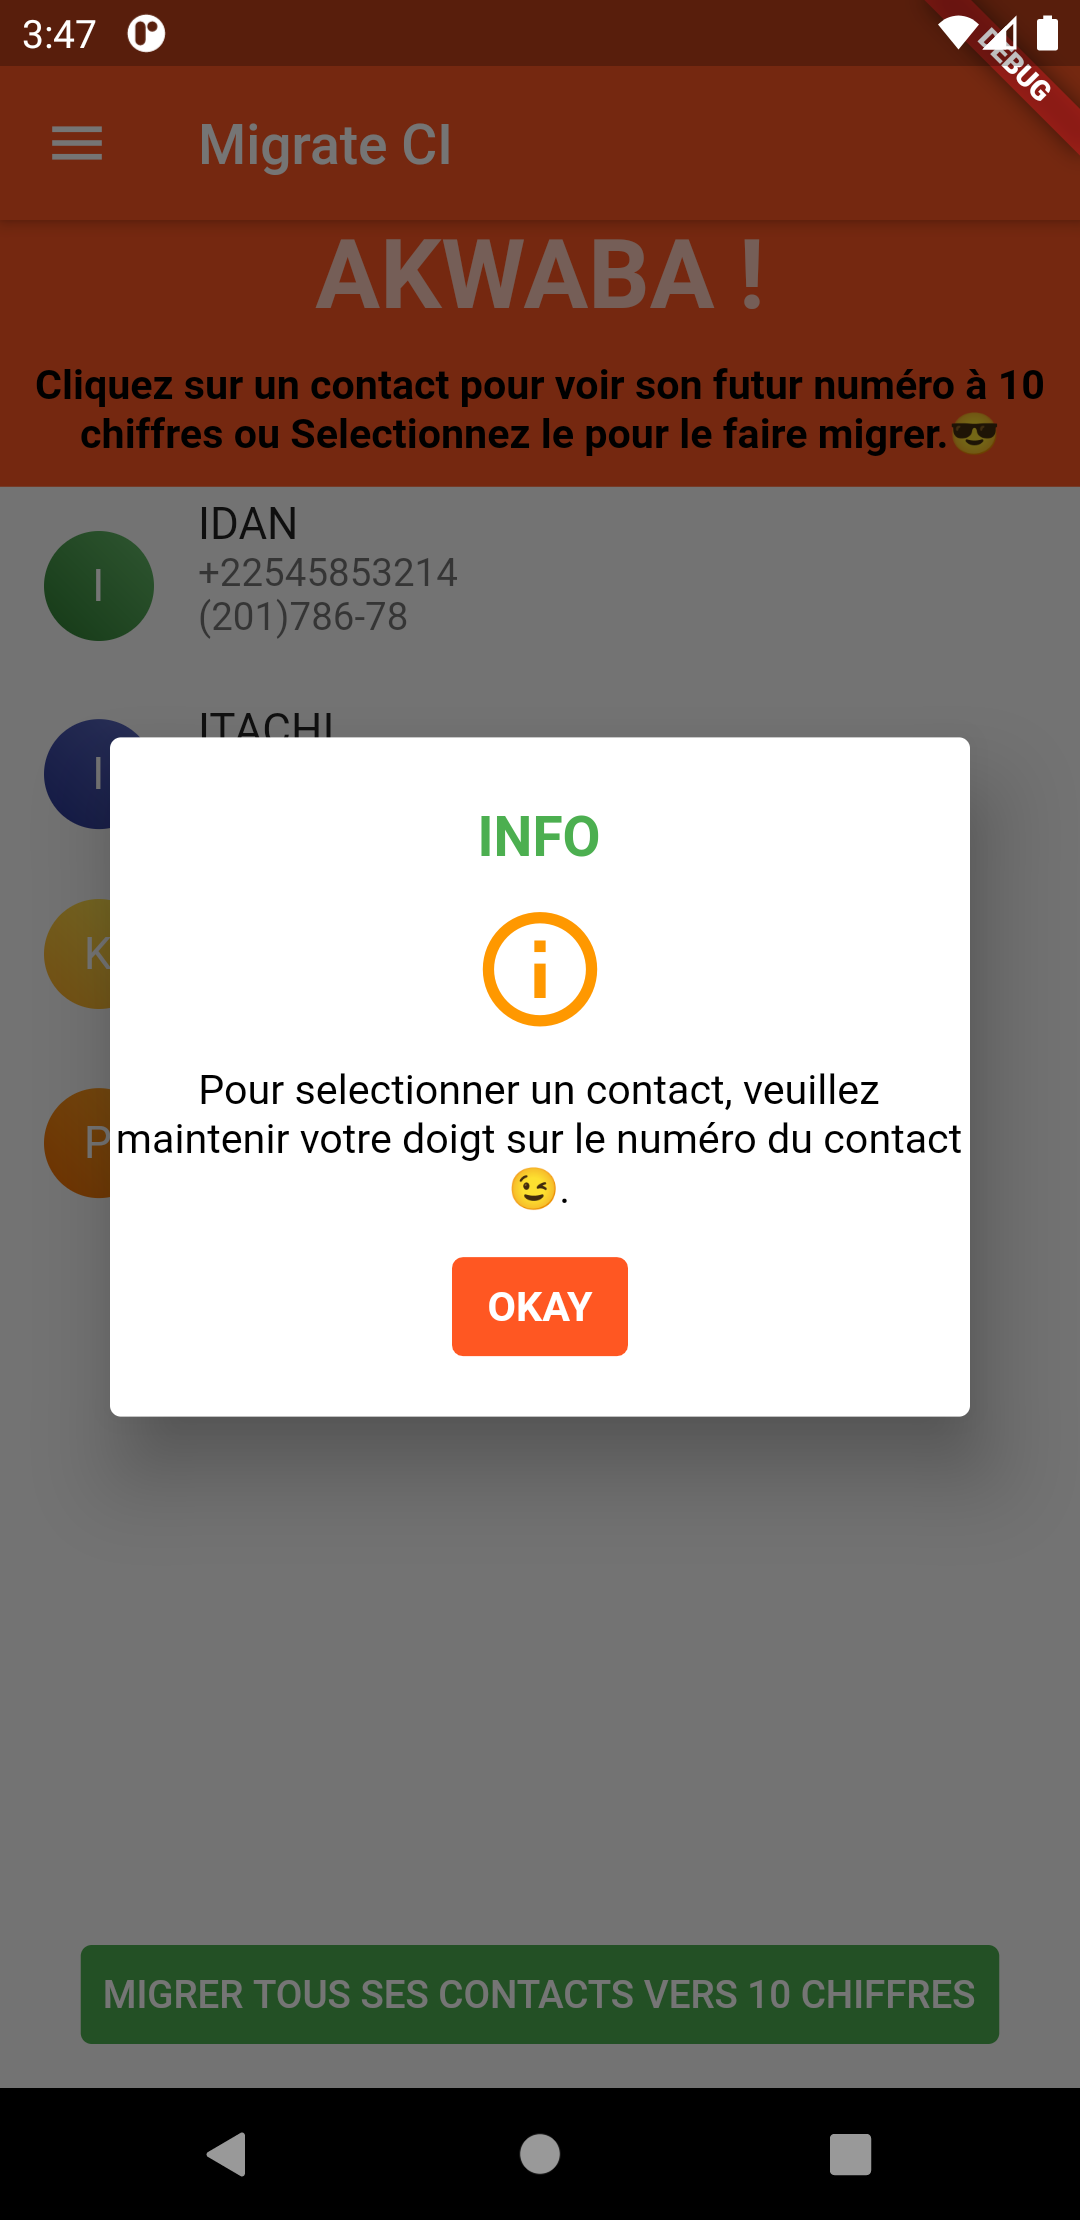 3:47
DEBUG
Migrate CI
AKWABA !
Cliquez sur un contact pour voir son futur numéro à 10
chiffres ou Selectionnez le pour le faire migrer.😎
I
IDAN
+22545853214
(201)786-78
I
ITACHI
K
P
INFO
Pour selectionner un contact, veuillez
maintenir votre doigt sur le numéro du contact
😉.
OKAY
MIGRER TOUS SES CONTACTS VERS 10 CHIFFRES